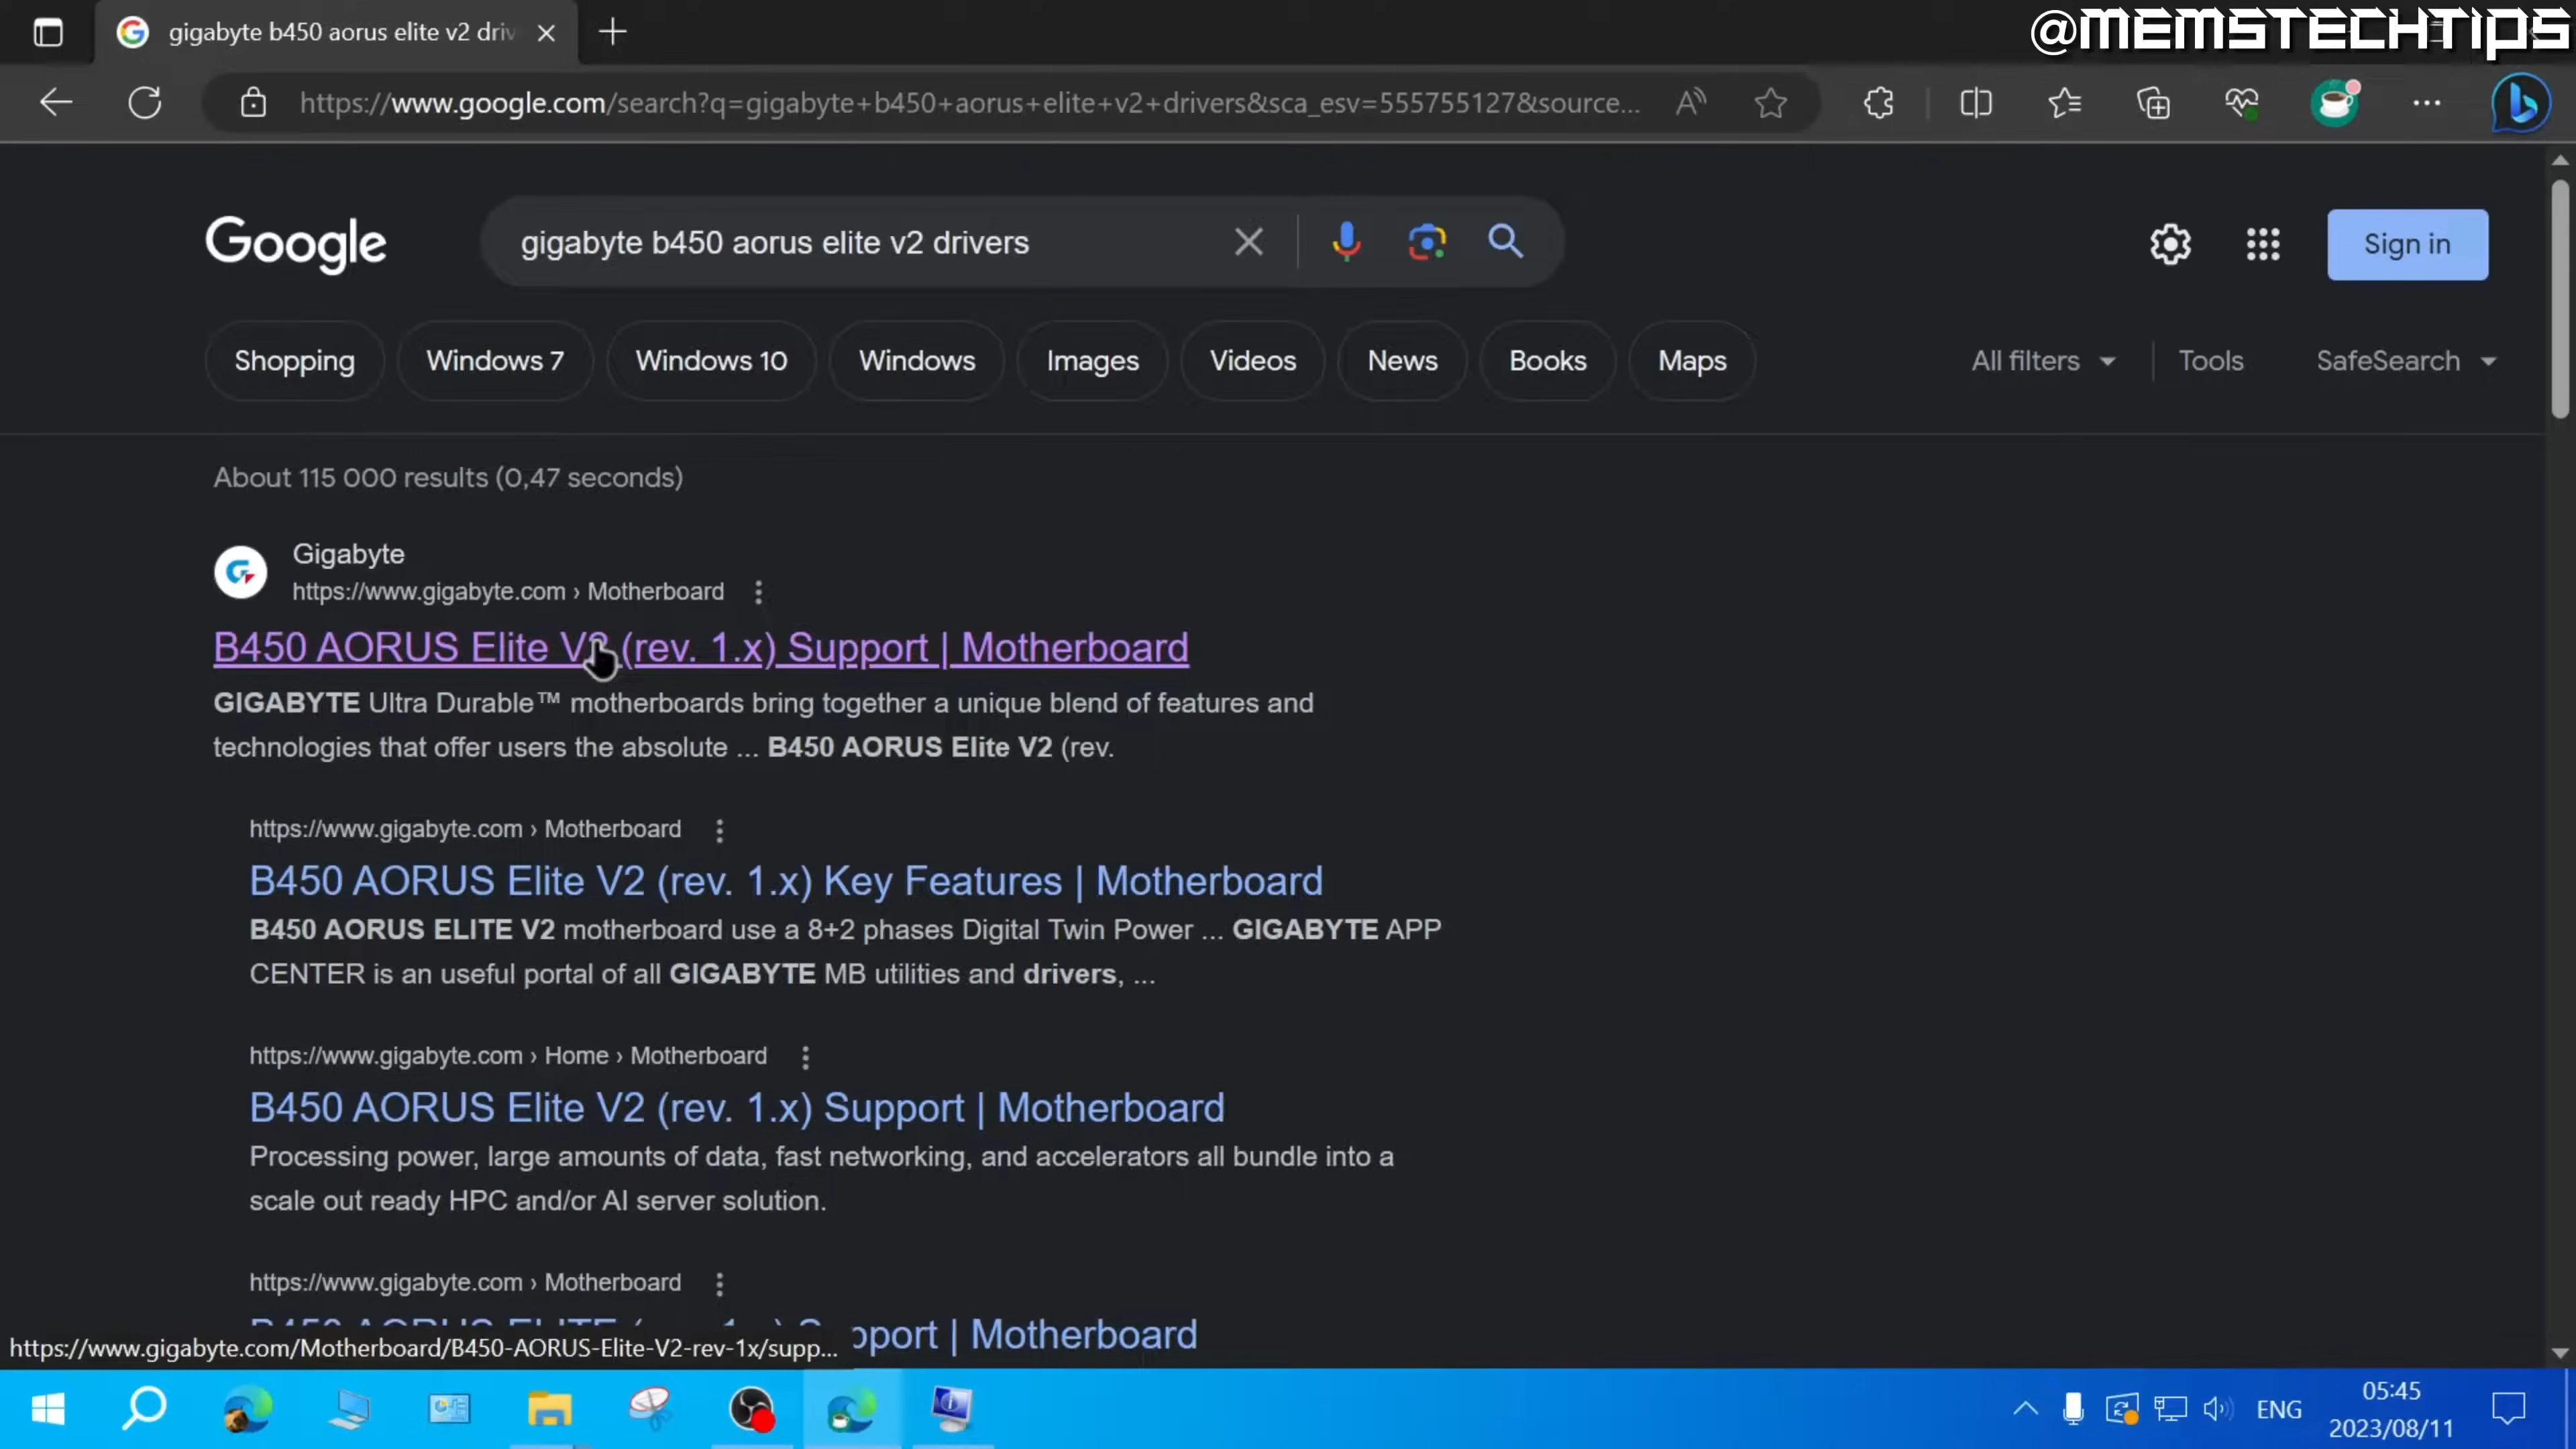 gigabyte b450 aorus elite v2 driv
@MEMSTECHTIPS
https://www.google.com/search?q=gigabyte+b450+aorus+elite+v2+drivers&sca_esv=555755127&source...
Google
gigabyte b450 aorus elite v2 drivers
Sign in
Shopping
Windows 7
Windows 10
Windows
Images
Videos
News
Books
Maps
All filters
Tools
SafeSearch
About 115 000 results (0,47 seconds)
Gigabyte
https://www.gigabyte.com › Motherboard
B450 AORUS Elite V2 (rev. 1.x) Support | Motherboard
GIGABYTE Ultra Durable™ motherboards bring together a unique blend of features and
technologies that offer users the absolute ... B450 AORUS Elite V2 (rev.
https://www.gigabyte.com › Motherboard
B450 AORUS Elite V2 (rev. 1.x) Key Features | Motherboard
B450 AORUS ELITE V2 motherboard use a 8+2 phases Digital Twin Power ... GIGABYTE APP
CENTER is an useful portal of all GIGABYTE MB utilities and drivers, ...
https://www.gigabyte.com › Home › Motherboard
B450 AORUS Elite V2 (rev. 1.x) Support | Motherboard
Processing power, large amounts of data, fast networking, and accelerators all bundle into a
scale out ready HPC and/or AI server solution.
https://www.gigabyte.com › Motherboard
B450 AORUS ELITE (rev. 1.x) Support | Motherboard
https://www.gigabyte.com/Motherboard/B450-AORUS-Elite-V2-rev-1x/supp...
ENG
05:45
2023/08/11